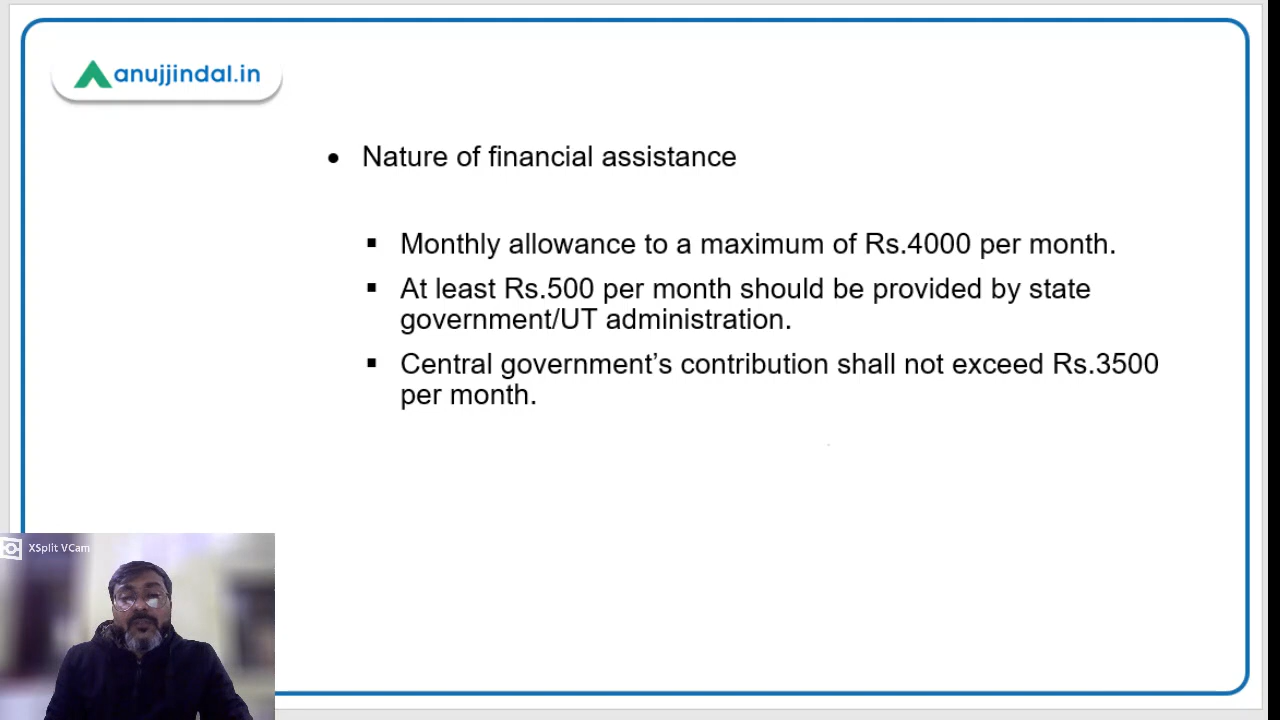 anujjindal.in
• Nature of financial assistance
▪ Monthly allowance to a maximum of Rs.4000 per month.
▪ At least Rs.500 per month should be provided by state
government/UT administration.
▪ Central government’s contribution shall not exceed Rs.3500
per month.
XSplit VCam